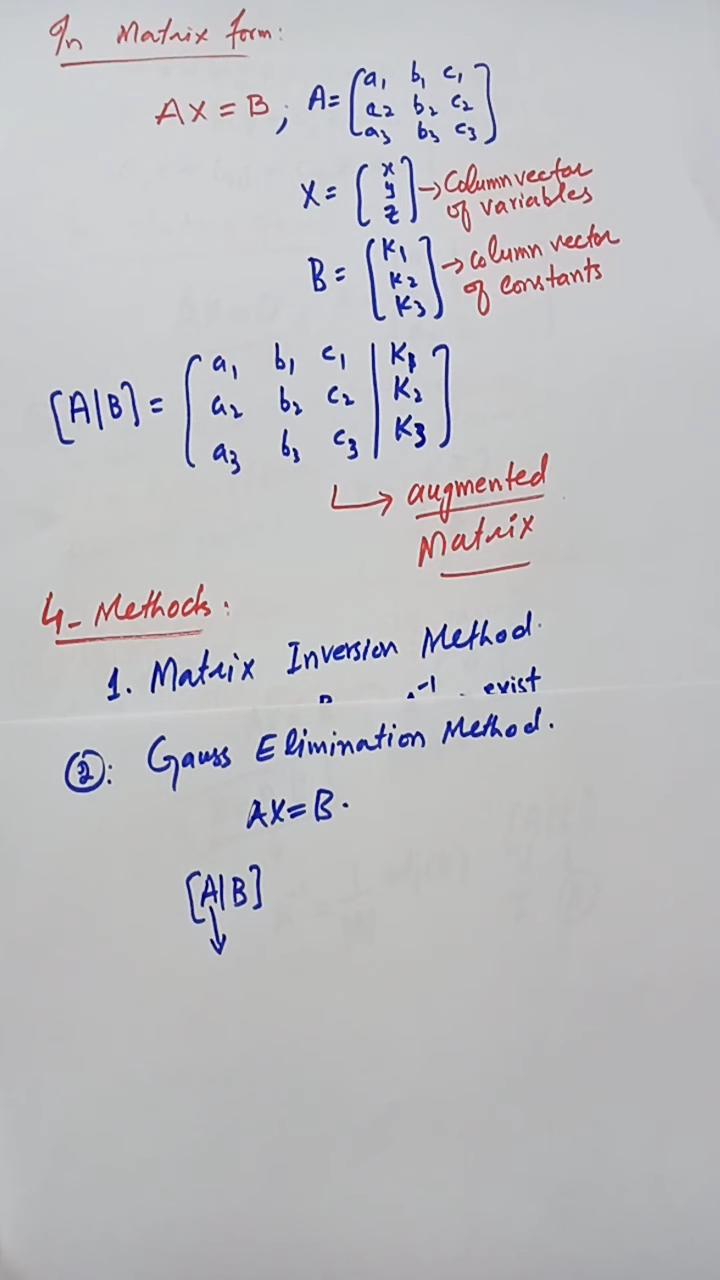 In Matrix form:
AX = B ; A = [a₁ b₁ c₁
a₂ b₂ c₂
a₃ b₃ c₃]
X = [x
y
z] → Column vector of variables
B = [K₁
K₂
K₃] → column vector of constants
[A|B] = [a₁ b₁ c₁ | K₁
a₂ b₂ c₂ | K₂
a₃ b₃ c₃ | K₃]
↳ augmented
Matrix
4- Methods:
1. Matrix Inversion Method.
exist
②: Gauss Elimination Method.
AX = B.
[A|B]
↓